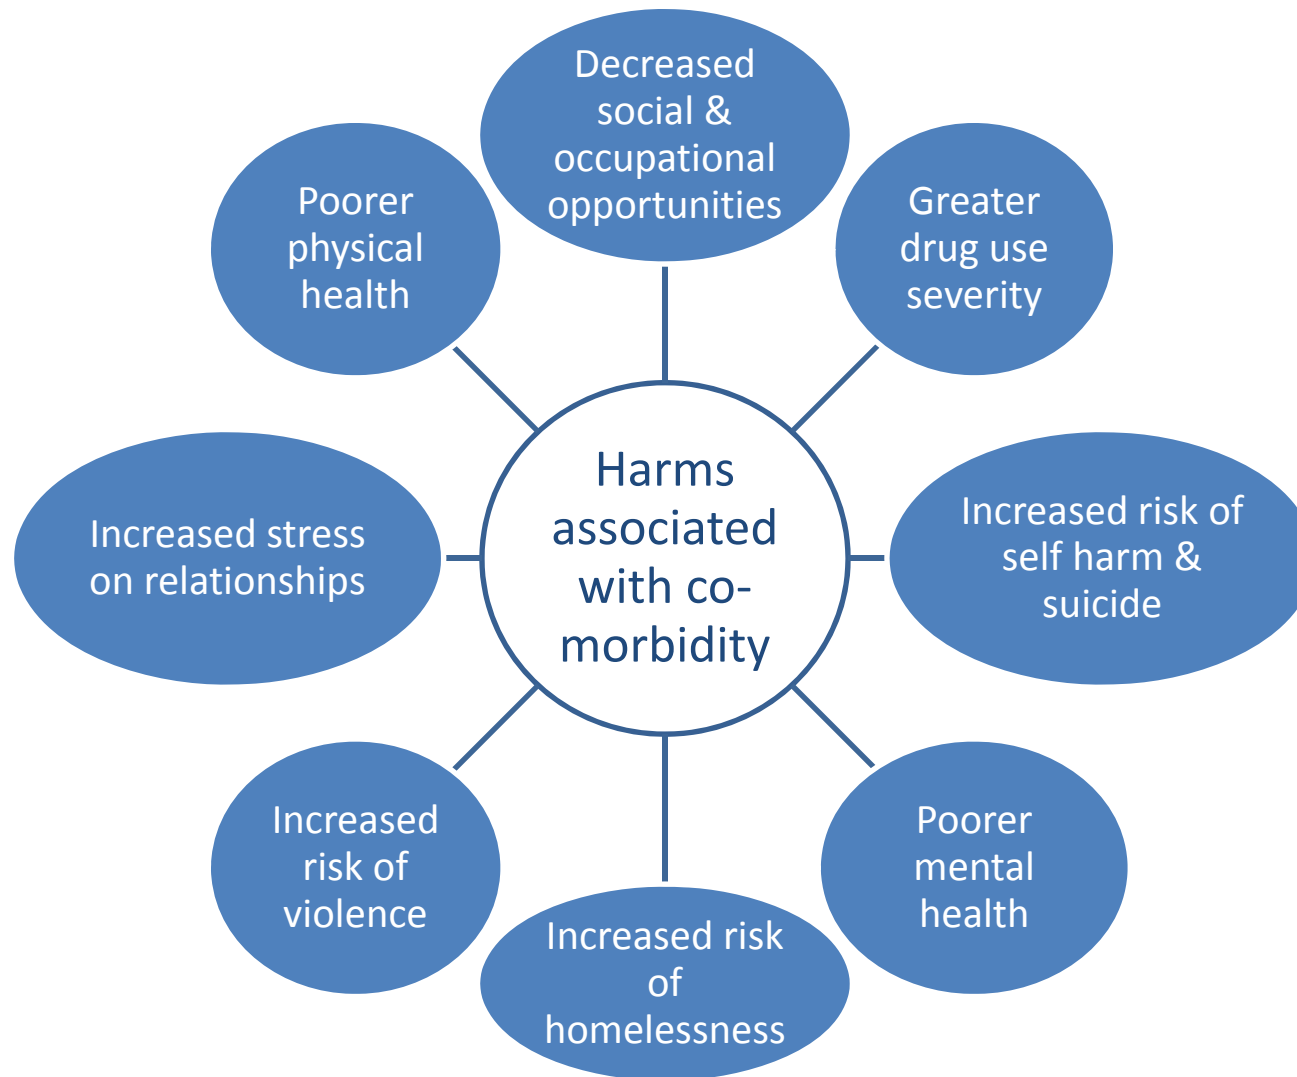 Decreased
social &
occupational
opportunities
Greater
drug use
severity
Increased risk of
self harm &
suicide
Poorer
mental
health
Increased risk
of
homelessness
Increased
risk of
violence
Increased stress
on relationships
Poorer
physical
health
Harms
associated
with co-
morbidity